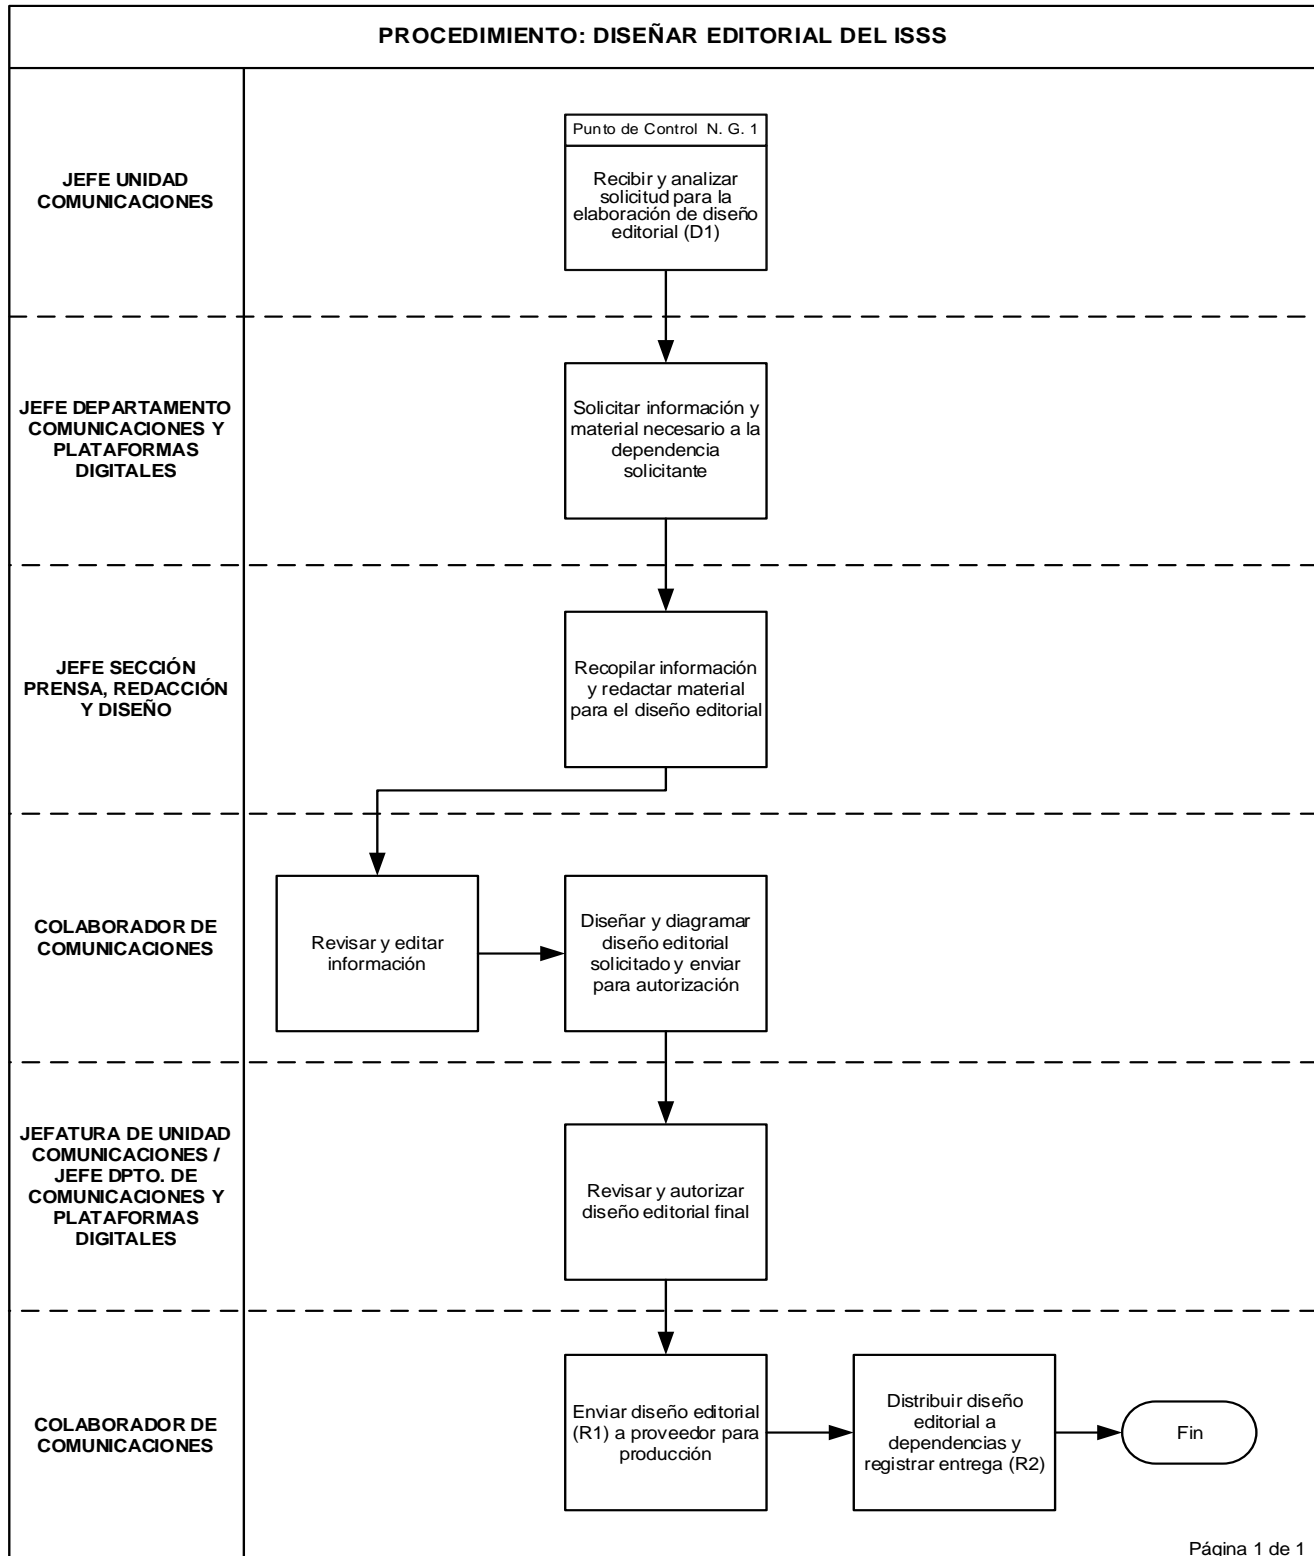 PROCEDIMIENTO: DISEÑAR EDITORIAL DEL ISSS
JEFE UNIDAD
COMUNICACIONES
Punto de Control N. G. 1
Recibir y analizar
solicitud para la
elaboración de diseño
editorial (D1)
JEFE DEPARTAMENTO
COMUNICACIONES Y
PLATAFORMAS
DIGITALES
Solicitar información y
material necesario a la
dependencia
solicitante
JEFE SECCIÓN
PRENSA, REDACCIÓN
Y DISEÑO
Recopilar información
y redactar material
para el diseño editorial
COLABORADOR DE
COMUNICACIONES
Revisar y editar
información
Diseñar y diagramar
diseño editorial
solicitado y enviar
para autorización
JEFATURA DE UNIDAD
COMUNICACIONES /
JEFE DPTO. DE
COMUNICACIONES Y
PLATAFORMAS
DIGITALES
Revisar y autorizar
diseño editorial final
COLABORADOR DE
COMUNICACIONES
Enviar diseño editorial
(R1) a proveedor para
producción
Distribuir diseño
editorial a
dependencias y
registrar entrega (R2)
Fin
Página 1 de 1